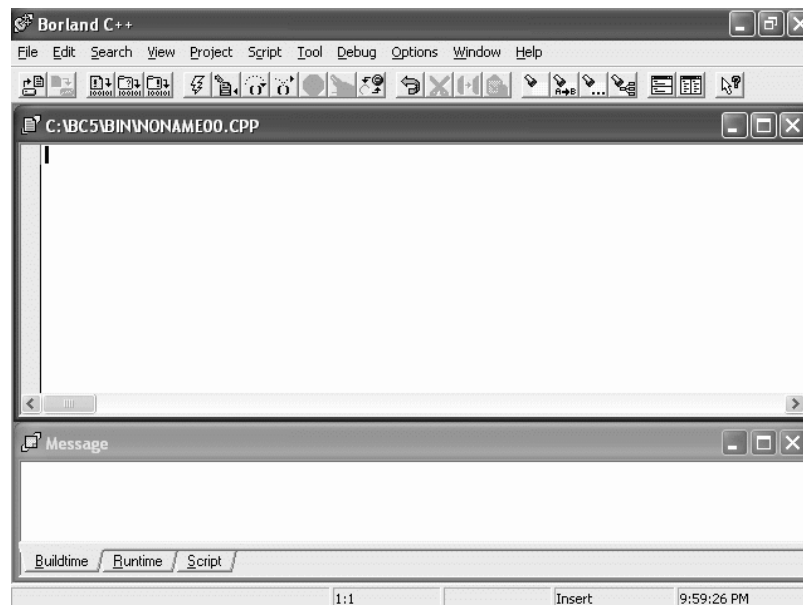 Borland C++
File Edit Search View Project Script Tool Debug Options Window Help
C:\BC5\BIN\NONAME00.CPP
Message
Buildtime Runtime Script
1:1 Insert 9:59:26 PM